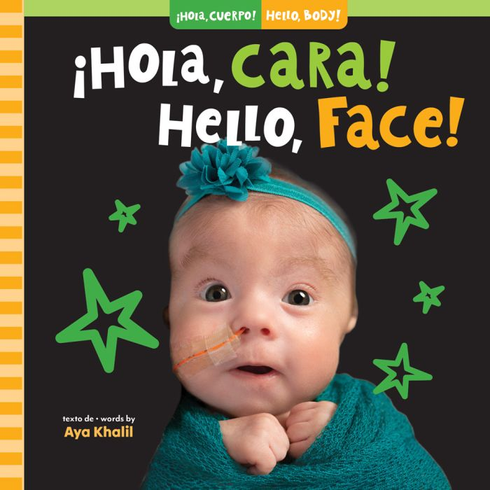 ¡HOLA, CUERPO! HELLO, BODY!
¡HOLA, CARA!
HELLO, FACE!
texto de • words by
Aya Khalil